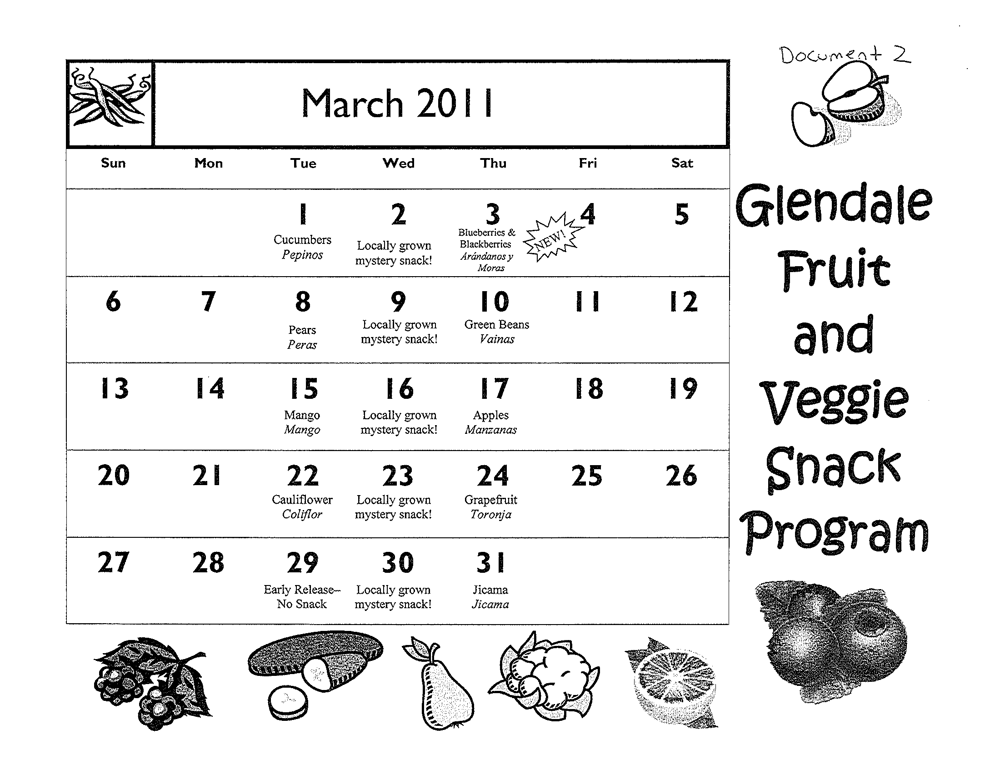 Document 2
March 2011
Sun Mon Tue Wed Thu Fri Sat
1 2 3 4 5
Cucumbers
Pepinos
Locally grown
mystery snack!
Blueberries &
Blackberries
Arándanos y
Moras
NEW!
6 7 8 9 10 11 12
Pears
Peras
Locally grown
mystery snack!
Green Beans
Vainas
13 14 15 16 17 18 19
Mango
Mango
Locally grown
mystery snack!
Apples
Manzanas
20 21 22 23 24 25 26
Cauliflower
Coliflor
Locally grown
mystery snack!
Grapefruit
Toronja
27 28 29 30 31
Early Release–
No Snack
Locally grown
mystery snack!
Jicama
Jicama
Glendale
Fruit
and
Veggie
Snack
Program